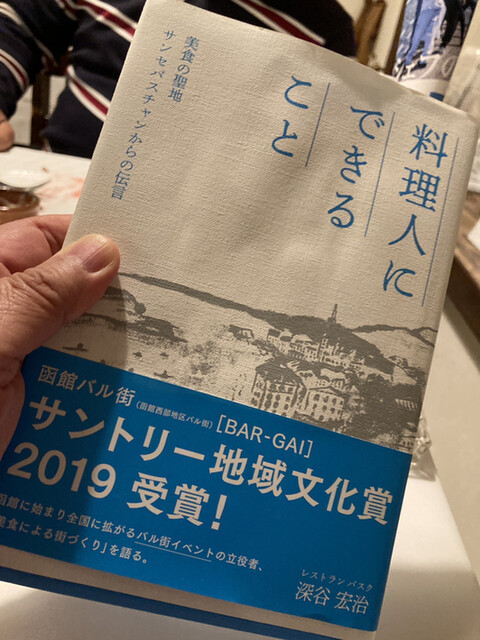 料理人に
できる
こと
美食の聖地
サンセバスチャンからの伝言
函館バル街(函館西部地区バル街)[BAR-GAI]
サントリー地域文化賞
2019 受賞!
函館に始まり全国に拡がるバル街イベントの立役者、
美食による街づくり」を語る。
レストラン バスク
深谷 宏治